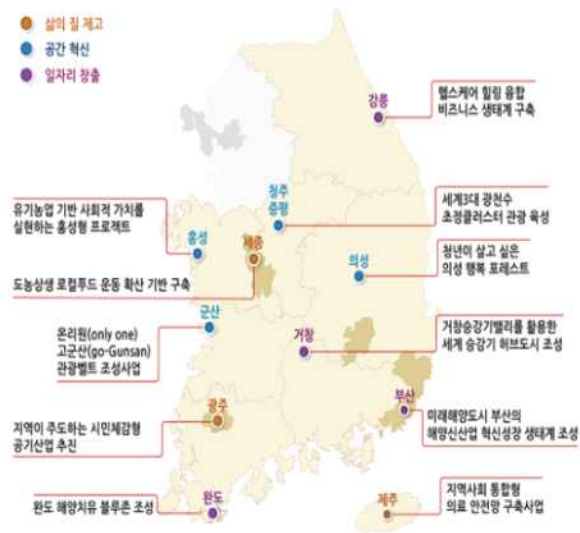 삶의 질 제고
공간 혁신
일자리 창출
강릉
헬스케어 힐링 융합
비즈니스 생태계 구축
청주
증평
세계3대 광천수
초정클러스터 관광 육성
유기농업 기반 사회적 가치를
실현하는 홍성형 프로젝트
홍성
세종
의성
청년이 살고 싶은
의성 행복 포레스트
도농상생 로컬푸드 운동 확산 기반 구축
군산
온리원(only one)
고군산(go-Gunsan)
관광벨트 조성사업
거창
거창승강기밸리를 활용한
세계 승강기 허브도시 조성
광주
지역이 주도하는 시민체감형
공기산업 추진
부산
미래해양도시 부산의
해양신산업 혁신성장 생태계 조성
완도
완도 해양치유 블루존 조성
제주
지역사회 통합형
의료 안전망 구축사업